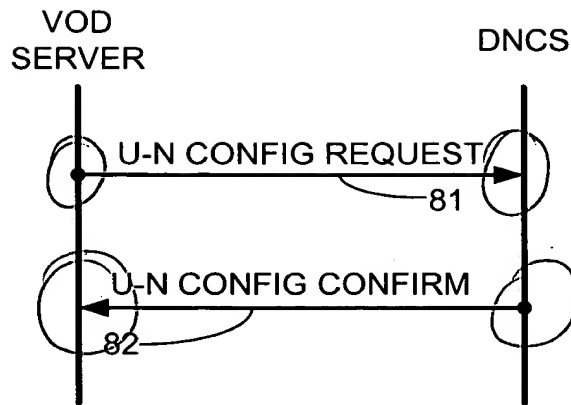 VOD
SERVER
DNCS
U-N CONFIG REQUEST
81
U-N CONFIG CONFIRM
82